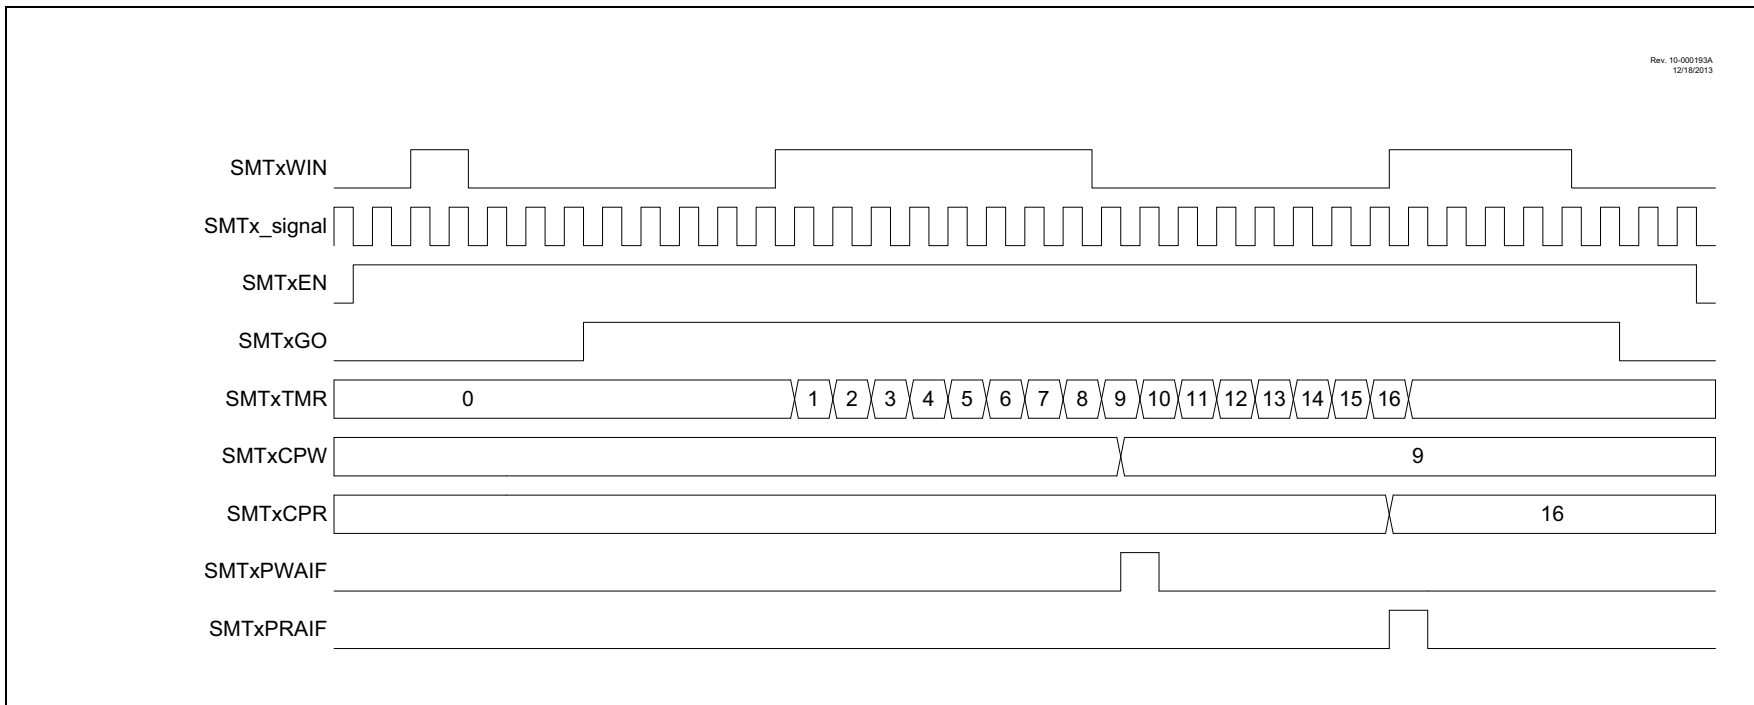 Rev. 10-000193A
12/18/2013
SMTxWIN
SMTx_signal
SMTxEN
SMTxGO
SMTxTMR 0 1 2 3 4 5 6 7 8 9 10 11 12 13 14 15 16
SMTxCPW 9
SMTxCPR 16
SMTxPWAIF
SMTxPRAIF